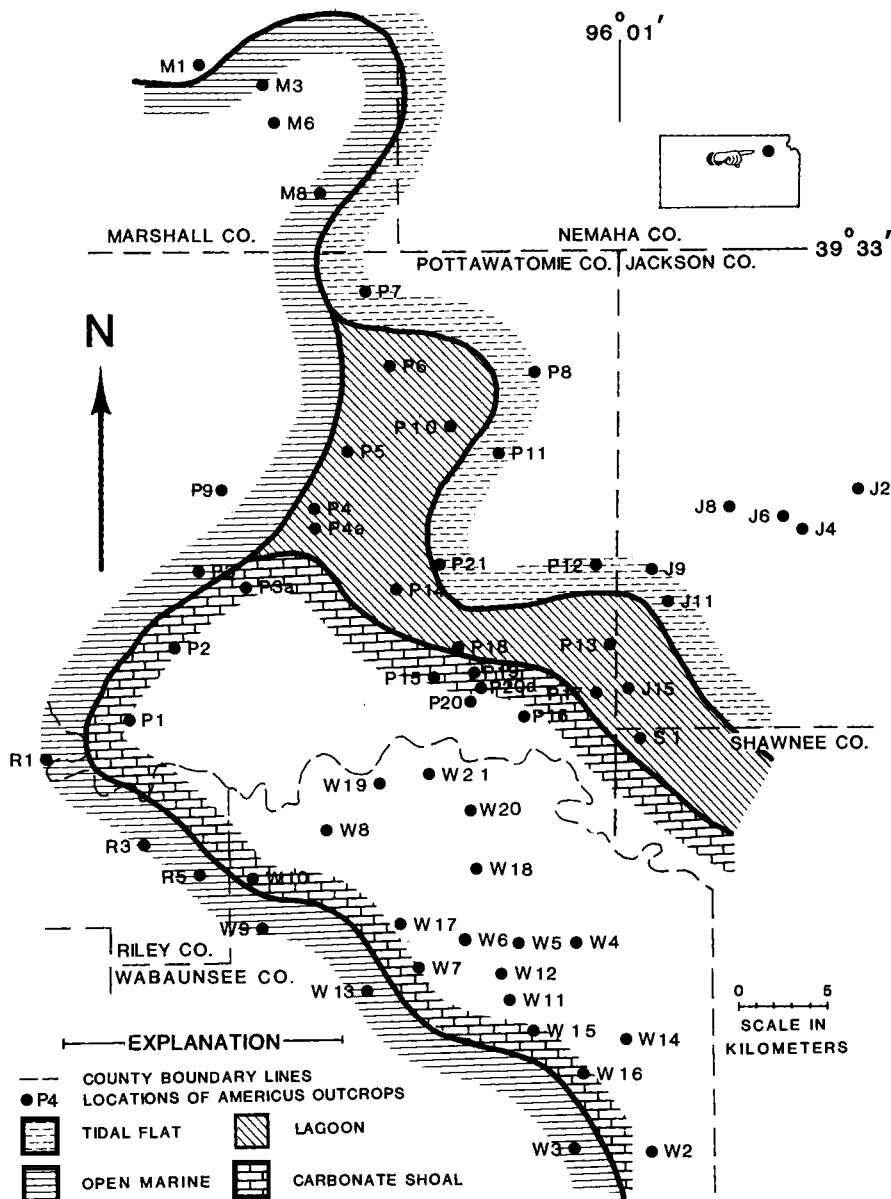 96° 01′
M1
M3
M6
M8
MARSHALL CO.
NEMAHA CO.
39° 33′
POTTAWATOMIE CO.
JACKSON CO.
P7
N
P6
P8
P10
P5
P11
P9
P4
P4a
J8
J2
J6
J4
P21
P12
J9
P3a
P14
J11
P2
P18
P13
P15
P19
P20a
P17
J15
P20
P16
P1
S1
SHAWNEE CO.
R1
W19
W21
W20
W8
R3
W18
R5
W10
W17
W9
W6
W5
W4
RILEY CO.
W7
W12
WABAUNSEE CO.
W13
W11
0 5
SCALE IN
KILOMETERS
W15
W14
EXPLANATION
W16
COUNTY BOUNDARY LINES
P4 LOCATIONS OF AMERICUS OUTCROPS
TIDAL FLAT
LAGOON
W3
W2
OPEN MARINE
CARBONATE SHOAL